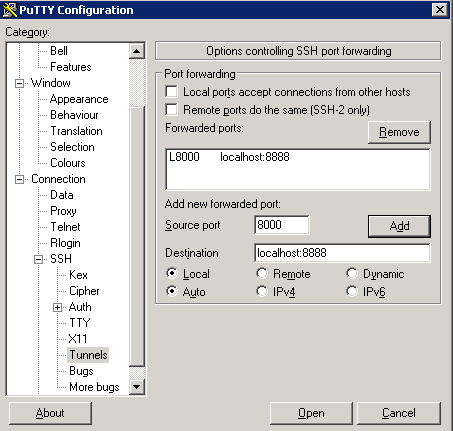 PuTTY Configuration
Category:
Bell
Features
Window
Appearance
Behaviour
Translation
Selection
Colours
Connection
Data
Proxy
Telnet
Rlogin
SSH
Kex
Cipher
Auth
TTY
X11
Tunnels
Bugs
More bugs
Options controlling SSH port forwarding
Port forwarding
Local ports accept connections from other hosts
Remote ports do the same (SSH-2 only)
Forwarded ports:
Remove
L8000 localhost:8888
Add new forwarded port:
Source port 8000 Add
Destination localhost:8888
Local Remote Dynamic
Auto IPv4 IPv6
About Open Cancel